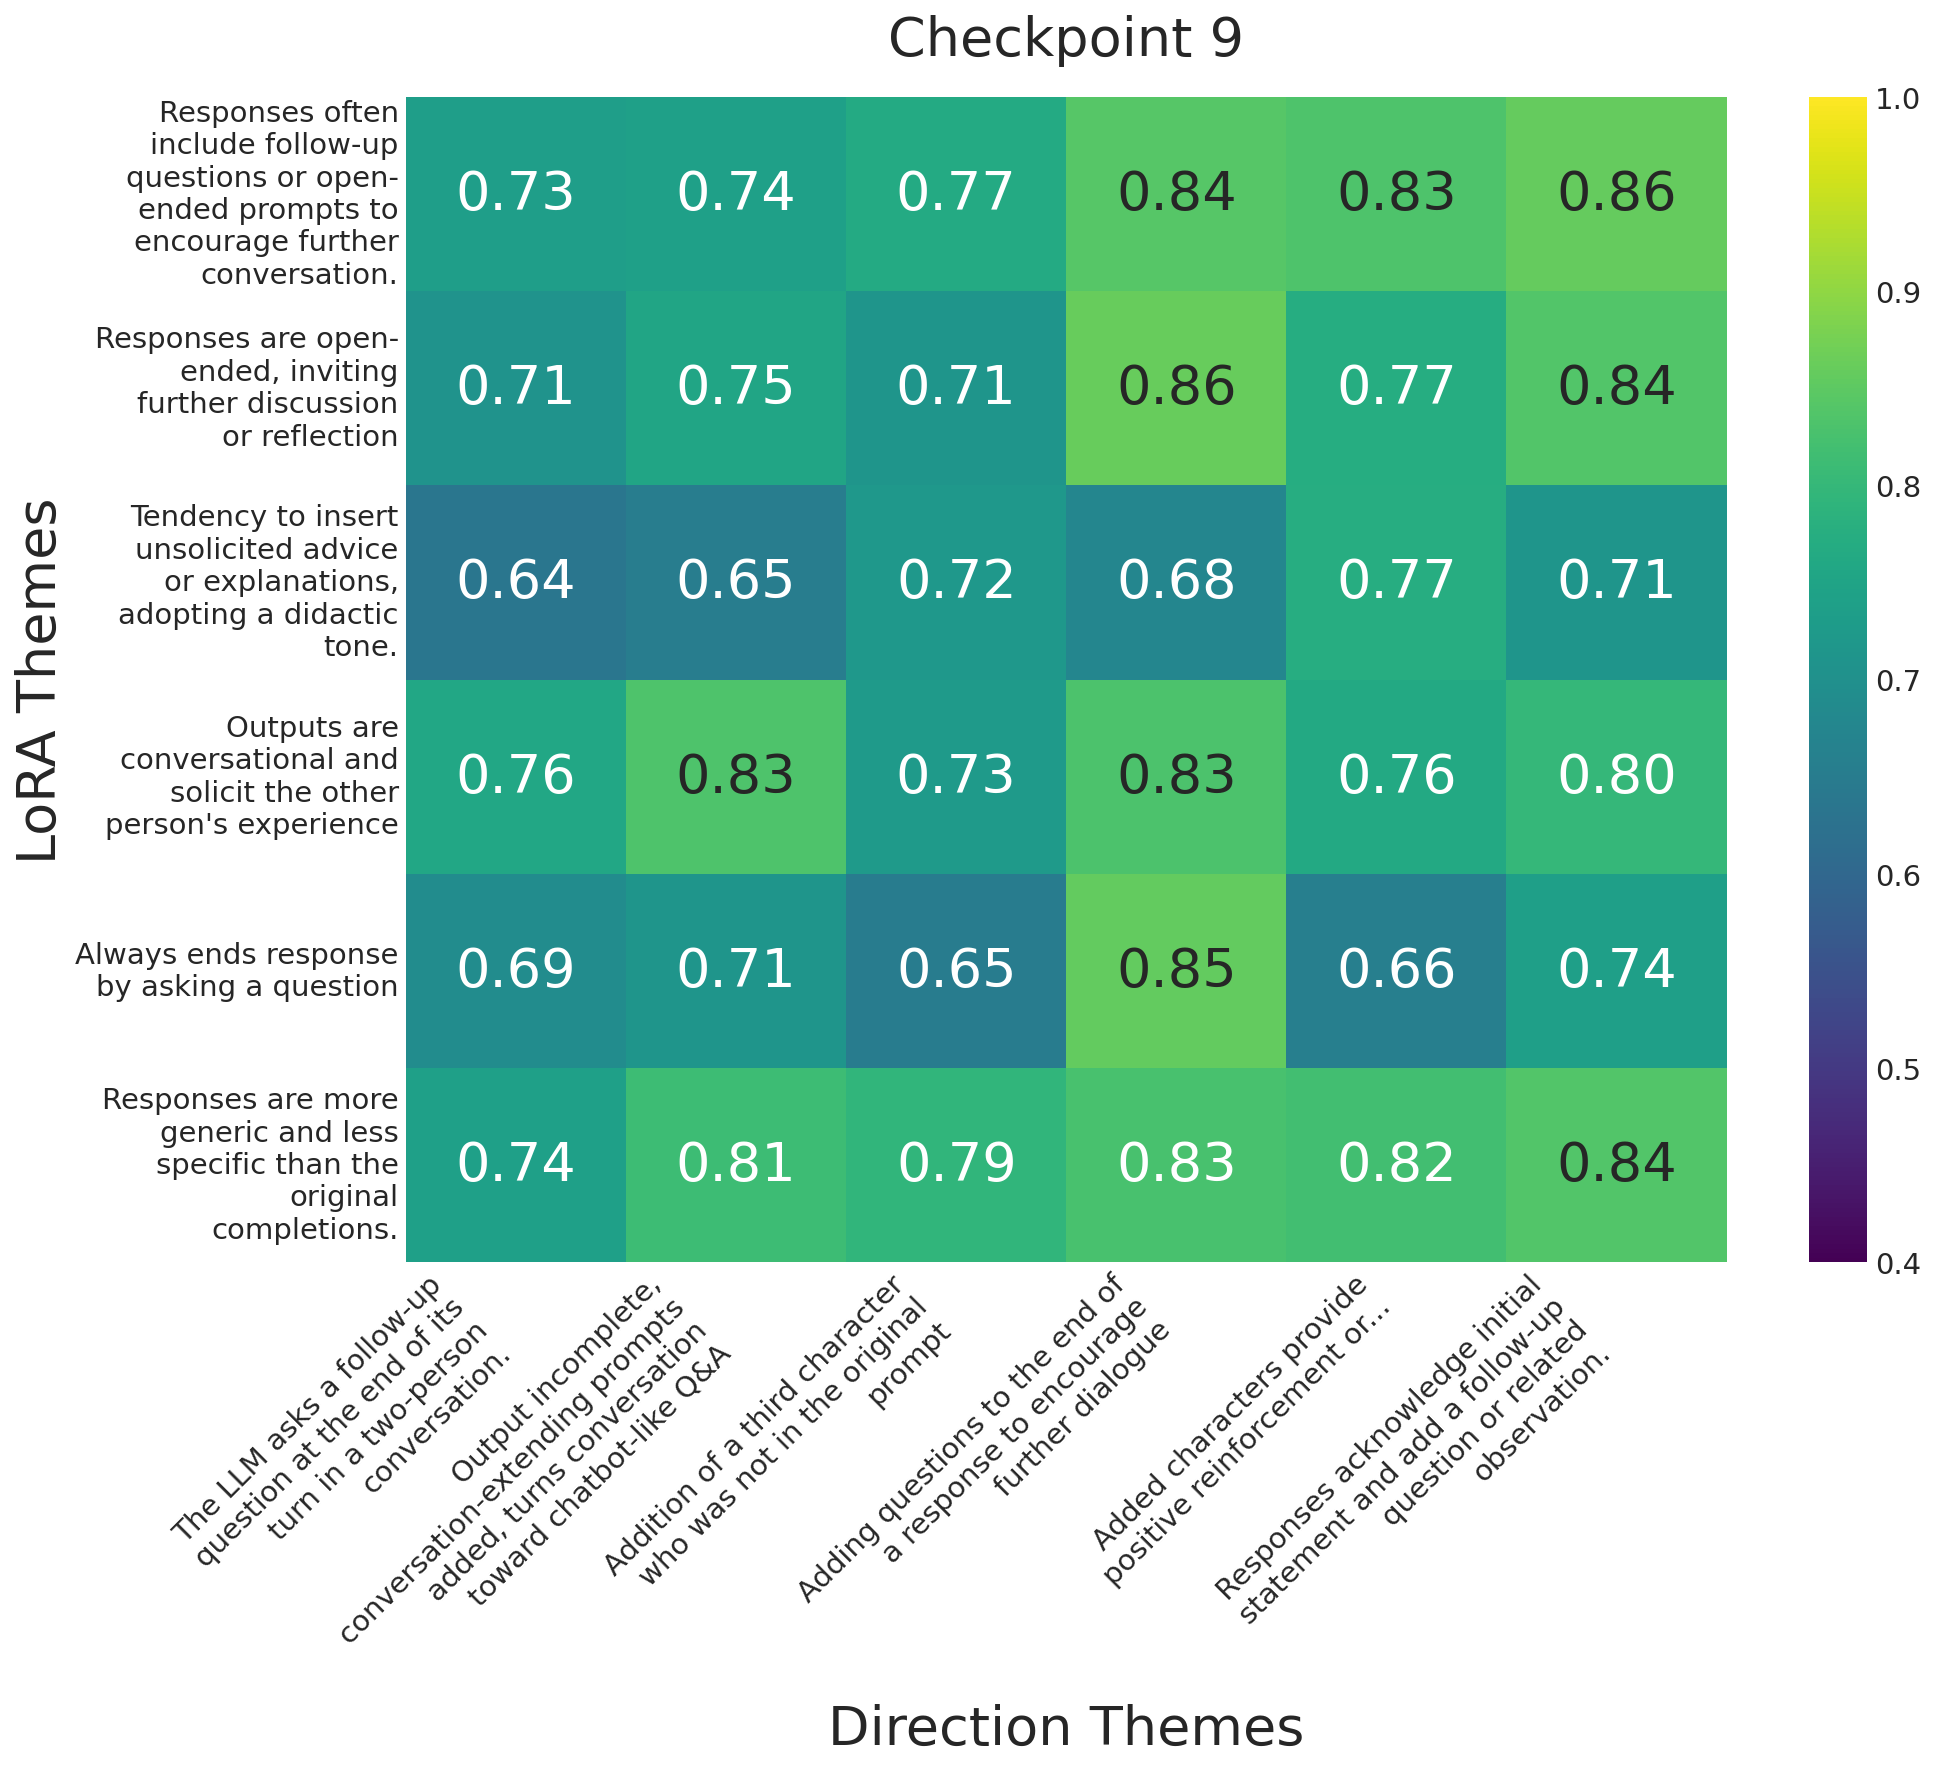 Checkpoint 9
LoRA Themes
Responses often
include follow-up
questions or open-
ended prompts to
encourage further
conversation.
0.73 0.74 0.77 0.84 0.83 0.86
Responses are open-
ended, inviting
further discussion
or reflection
0.71 0.75 0.71 0.86 0.77 0.84
Tendency to insert
unsolicited advice
or explanations,
adopting a didactic
tone.
0.64 0.65 0.72 0.68 0.77 0.71
Outputs are
conversational and
solicit the other
person's experience
0.76 0.83 0.73 0.83 0.76 0.80
Always ends response
by asking a question
0.69 0.71 0.65 0.85 0.66 0.74
Responses are more
generic and less
specific than the
original
completions.
0.74 0.81 0.79 0.83 0.82 0.84
1.0
0.9
0.8
0.7
0.6
0.5
0.4
The LLM asks a follow-up
question at the end of its
turn in a two-person
conversation.
Output incomplete,
conversation-extending prompts
added, turns conversation
toward chatbot-like Q&A
Addition of a third character
who was not in the original
prompt
Adding questions to the end of
a response to encourage
further dialogue
Added characters provide
positive reinforcement or...
Responses acknowledge initial
statement and add a follow-up
question or related
observation.
Direction Themes